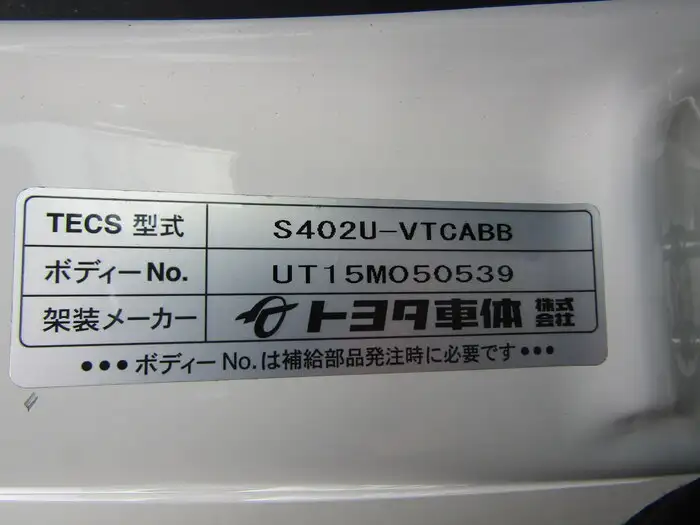 TECS 型式 S402U-VTCABB
ボディーNo. UT15M050539
架装メーカー トヨタ車体 株式会社
●●●ボディーNo.は補給部品発注時に必要です●●●